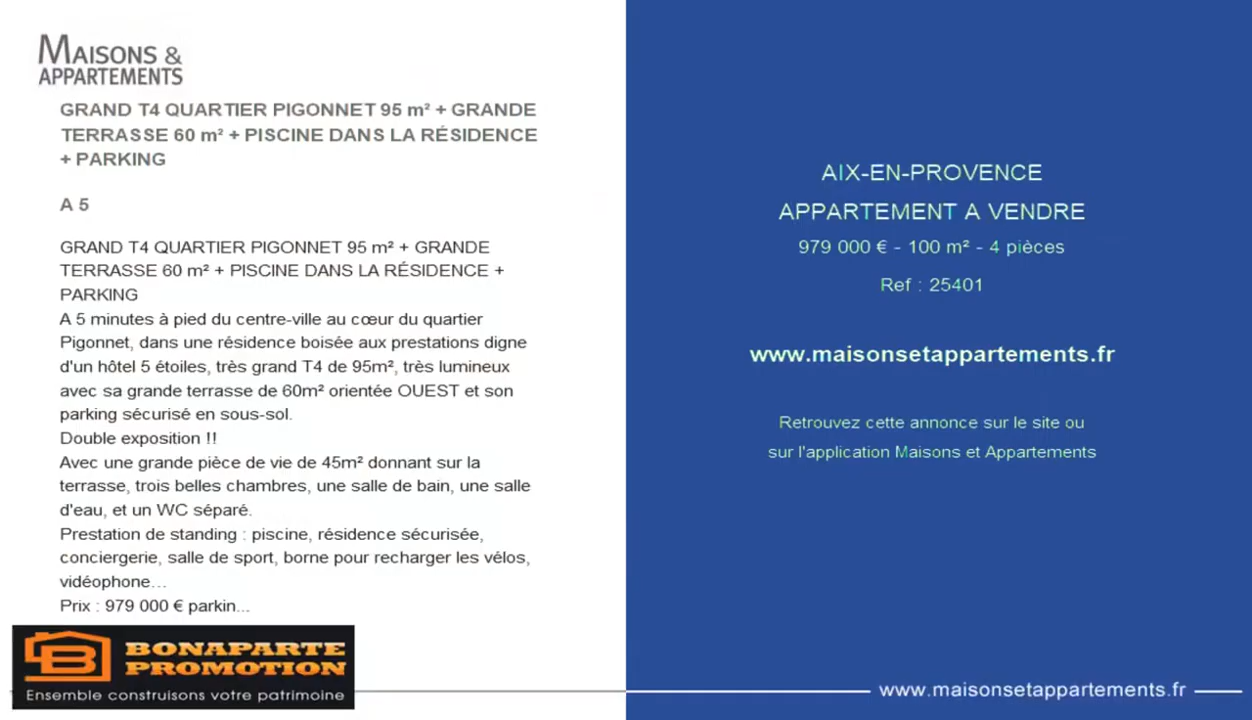 MAISONS &
APPARTEMENTS
GRAND T4 QUARTIER PIGONNET 95 m² + GRANDE
TERRASSE 60 m² + PISCINE DANS LA RÉSIDENCE
+ PARKING
A 5
GRAND T4 QUARTIER PIGONNET 95 m² + GRANDE
TERRASSE 60 m² + PISCINE DANS LA RÉSIDENCE +
PARKING
A 5 minutes à pied du centre-ville au cœur du quartier
Pigonnet, dans une résidence boisée aux prestations digne
d'un hôtel 5 étoiles, très grand T4 de 95m², très lumineux
avec sa grande terrasse de 60m² orientée OUEST et son
parking sécurisé en sous-sol.
Double exposition !!
Avec une grande pièce de vie de 45m² donnant sur la
terrasse, trois belles chambres, une salle de bain, une salle
d'eau, et un WC séparé.
Prestation de standing : piscine, résidence sécurisée,
conciergerie, salle de sport, borne pour recharger les vélos,
vidéophone...
Prix : 979 000 € parkin...
BONAPARTE
PROMOTION
Ensemble construisons votre patrimoine
AIX-EN-PROVENCE
APPARTEMENT A VENDRE
979 000 € - 100 m² - 4 pièces
Ref : 25401
www.maisonsetappartements.fr
Retrouvez cette annonce sur le site ou
sur l'application Maisons et Appartements
www.maisonsetappartements.fr